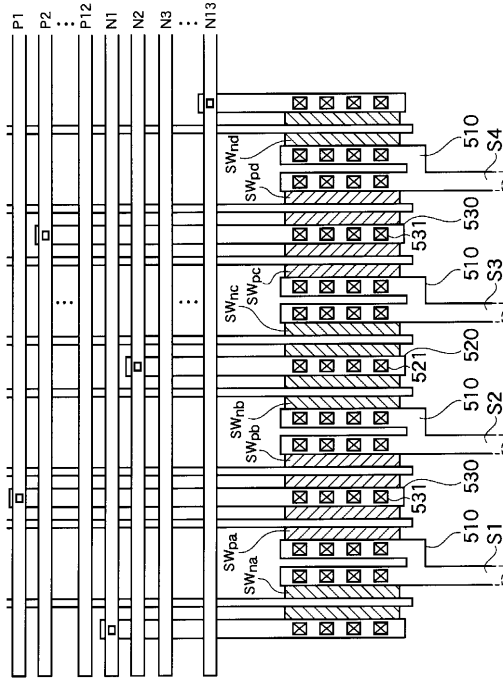 P1
P2
P12
N1
N2
N3
N13
SWna
SWpa
SWpb
SWnb
SWnc
SWpc
SWpd
SWnd
510
S1
531
530
510
S2
521
520
510
S3
531
530
510
S4